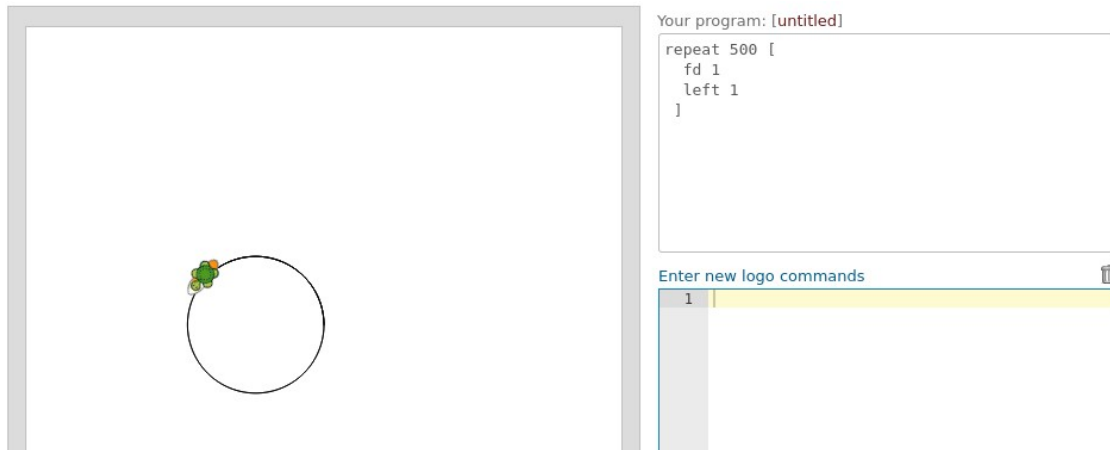 Your program: [untitled]
repeat 500 [
fd 1
left 1
]
Enter new logo commands
1